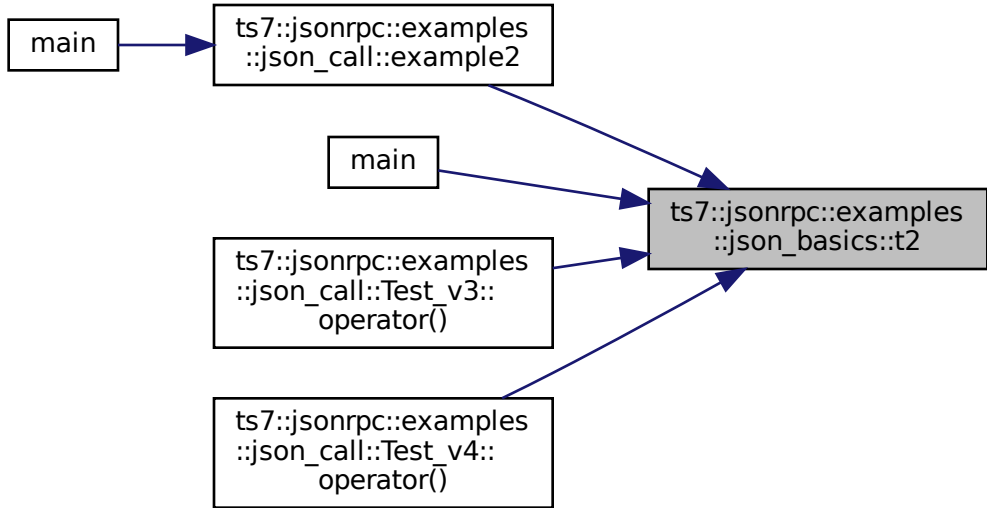 main
ts7::jsonrpc::examples
::json_call::example2
main
ts7::jsonrpc::examples
::json_basics::t2
ts7::jsonrpc::examples
::json_call::Test_v3::
operator()
ts7::jsonrpc::examples
::json_call::Test_v4::
operator()